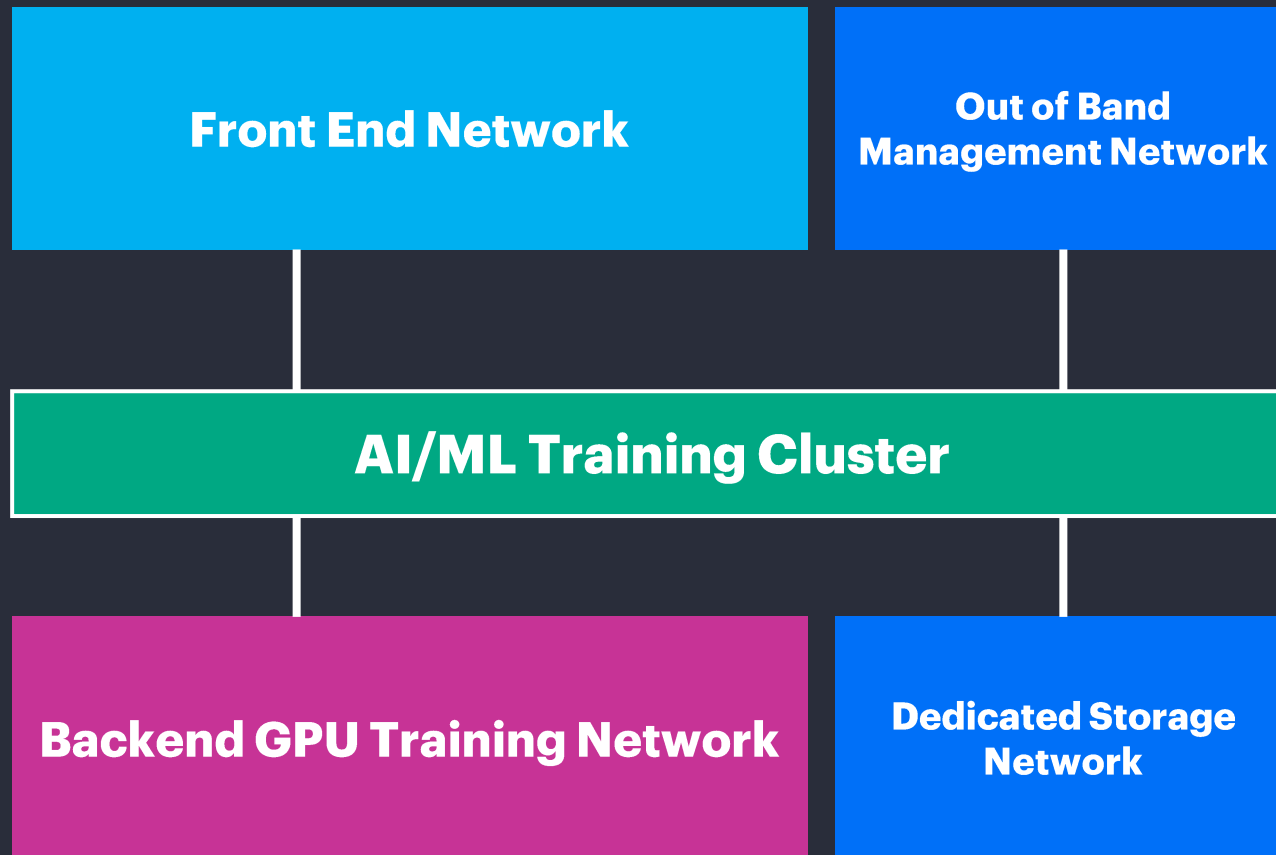 Front End Network
Out of Band
Management Network
AI/ML Training Cluster
Backend GPU Training Network
Dedicated Storage
Network